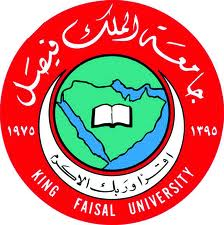 جامعة الملك فيصل
١٩٧٥
١٣٩٥
اقرأ وربك الأكرم
KING FAISAL UNIVERSITY